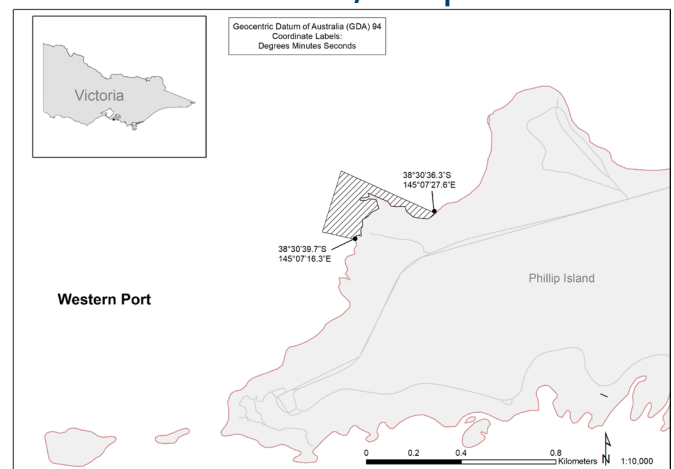 Geocentric Datum of Australia (GDA) 94
Coordinate Labels:
Degrees Minutes Seconds
Victoria
38°30'36.3"S
145°07'27.6"E
38°30'39.7"S
145°07'16.3"E
Phillip Island
Western Port
0 0.2 0.4 0.8
Kilometers N 1:10,000